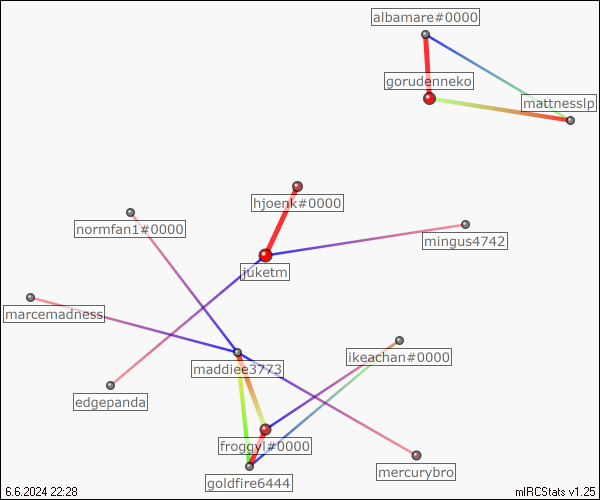 albamare#0000
gorudenneko
mattnesslp
hjoenk#0000
normfan1#0000
mingus4742
juketm
marcemadness
ikeachan#0000
maddiee3773
edgepanda
froggyl#0000
mercurybro
goldfire6444
6.6.2024 22:28
mIRCStats v1.25